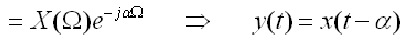 = X(Ω)e^{-jαΩ} ⇒ y(t) = x(t-α)